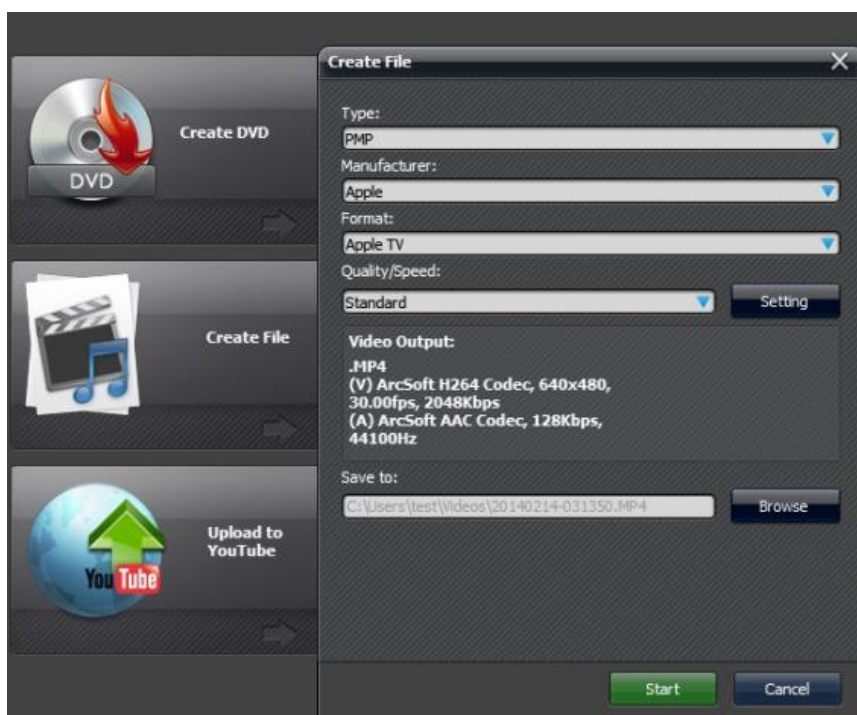 Create DVD
DVD
Create File
Upload to
YouTube
You Tube
Create File
Type:
PMP
Manufacturer:
Apple
Format:
Apple TV
Quality/Speed:
Standard
Setting
Video Output:
.MP4
(V) ArcSoft H264 Codec, 640x480,
30.00fps, 2048Kbps
(A) ArcSoft AAC Codec, 128Kbps,
44100Hz
Save to:
C:\Users\test\Videos\20140214-031350.MP4
Browse
Start
Cancel